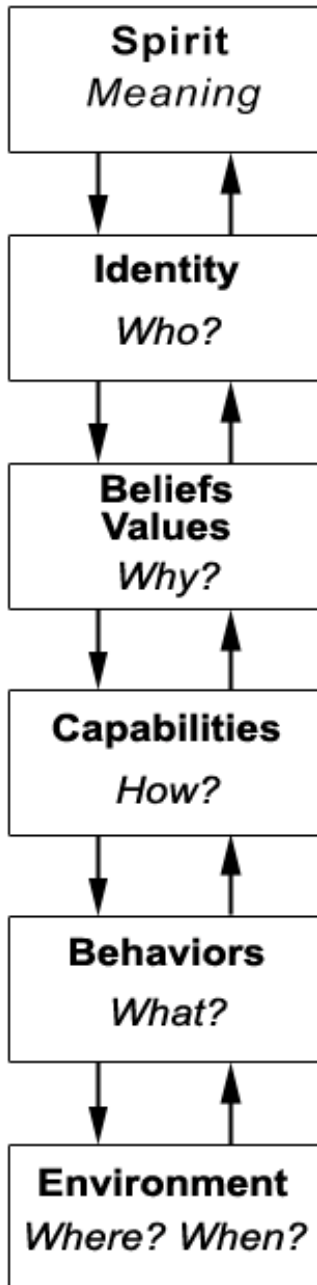 Spirit
Meaning
Identity
Who?
Beliefs
Values
Why?
Capabilities
How?
Behaviors
What?
Environment
Where? When?